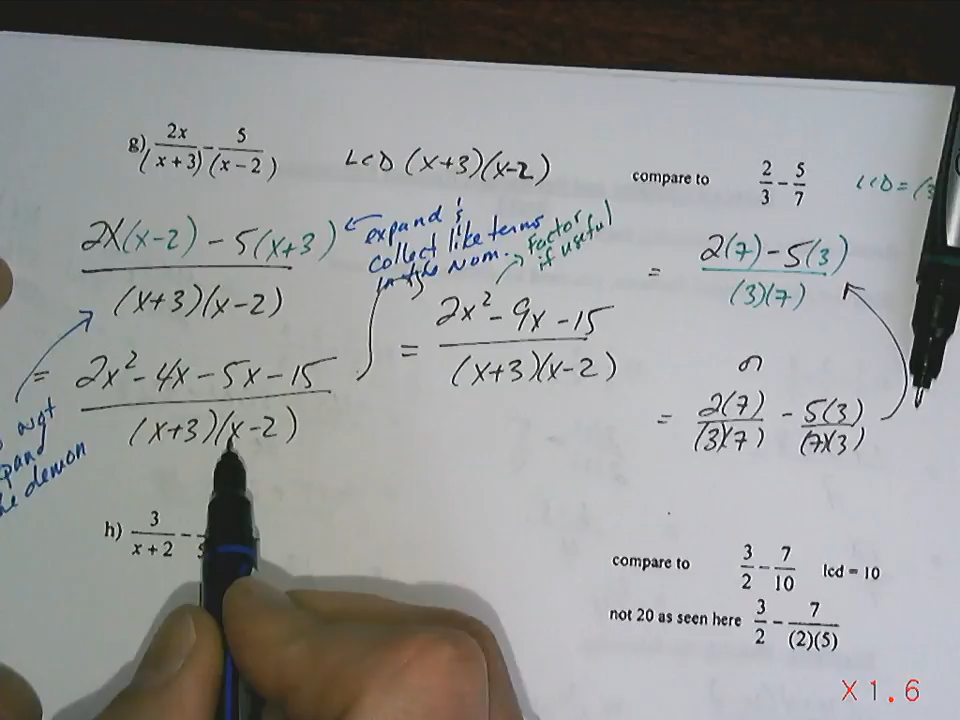 g) 2x/(x+3) - 5/(x-2)
LCD (x+3)(x-2)
2x(x-2) - 5(x+3)
(x+3)(x-2)
← expand &
collect like terms
in the Nom.
→ Factor
if useful
= 2x² - 4x - 5x - 15
(x+3)(x-2)
= 2x² - 9x - 15
(x+3)(x-2)
not
the demon
h) 3/(x+2) -
compare to 2/3 - 5/7
LCD = (3
= 2(7) - 5(3)
(3)(7)
or
= 2(7)/(3)(7) - 5(3)/(7)(3)
compare to 3/2 - 7/10 lcd = 10
not 20 as seen here 3/2 - 7/(2)(5)
X1.6